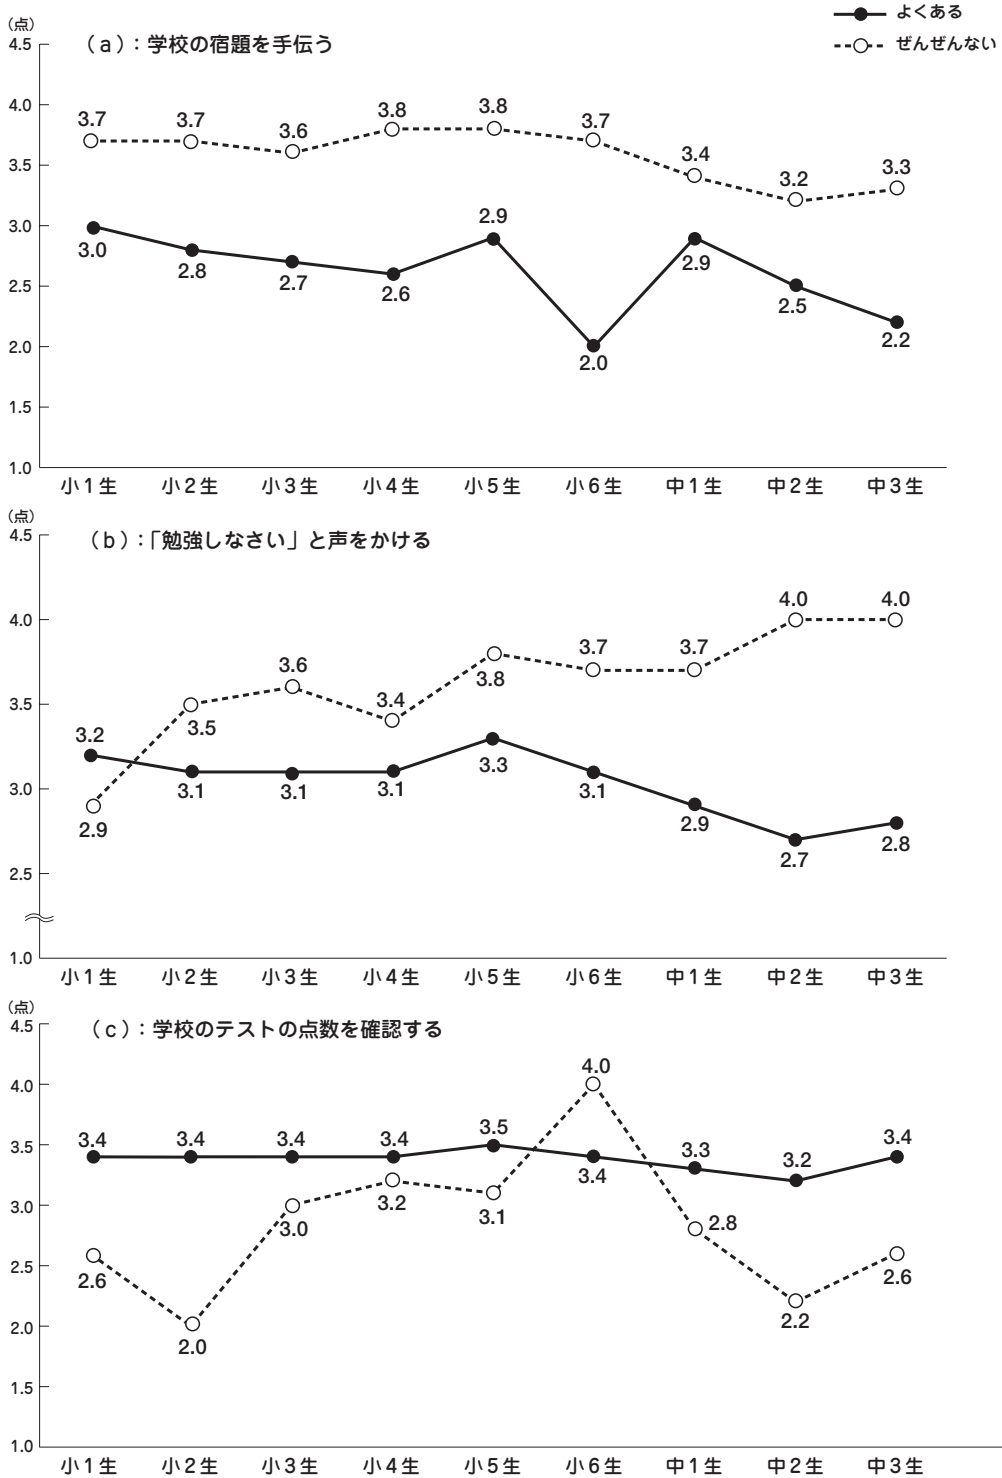 よくある
ぜんぜんない
（点）
4.5
（a）：学校の宿題を手伝う
4.0
3.5
3.0
2.5
2.0
1.5
1.0
3.7 3.7 3.6 3.8 3.8 3.7 3.4 3.2 3.3
3.0 2.8 2.7 2.6 2.9 2.0 2.9 2.5 2.2
小1生 小2生 小3生 小4生 小5生 小6生 中1生 中2生 中3生
（点）
4.5
（b）：「勉強しなさい」と声をかける
4.0
3.5
3.0
2.5
1.0
2.9 3.5 3.6 3.4 3.8 3.7 3.7 4.0 4.0
3.2 3.1 3.1 3.1 3.3 3.1 2.9 2.7 2.8
小1生 小2生 小3生 小4生 小5生 小6生 中1生 中2生 中3生
（点）
4.5
（c）：学校のテストの点数を確認する
4.0
3.5
3.0
2.5
2.0
1.5
1.0
3.4 3.4 3.4 3.4 3.5 3.4 3.3 3.2 3.4
2.6 2.0 3.0 3.2 3.1 4.0 2.8 2.2 2.6
小1生 小2生 小3生 小4生 小5生 小6生 中1生 中2生 中3生